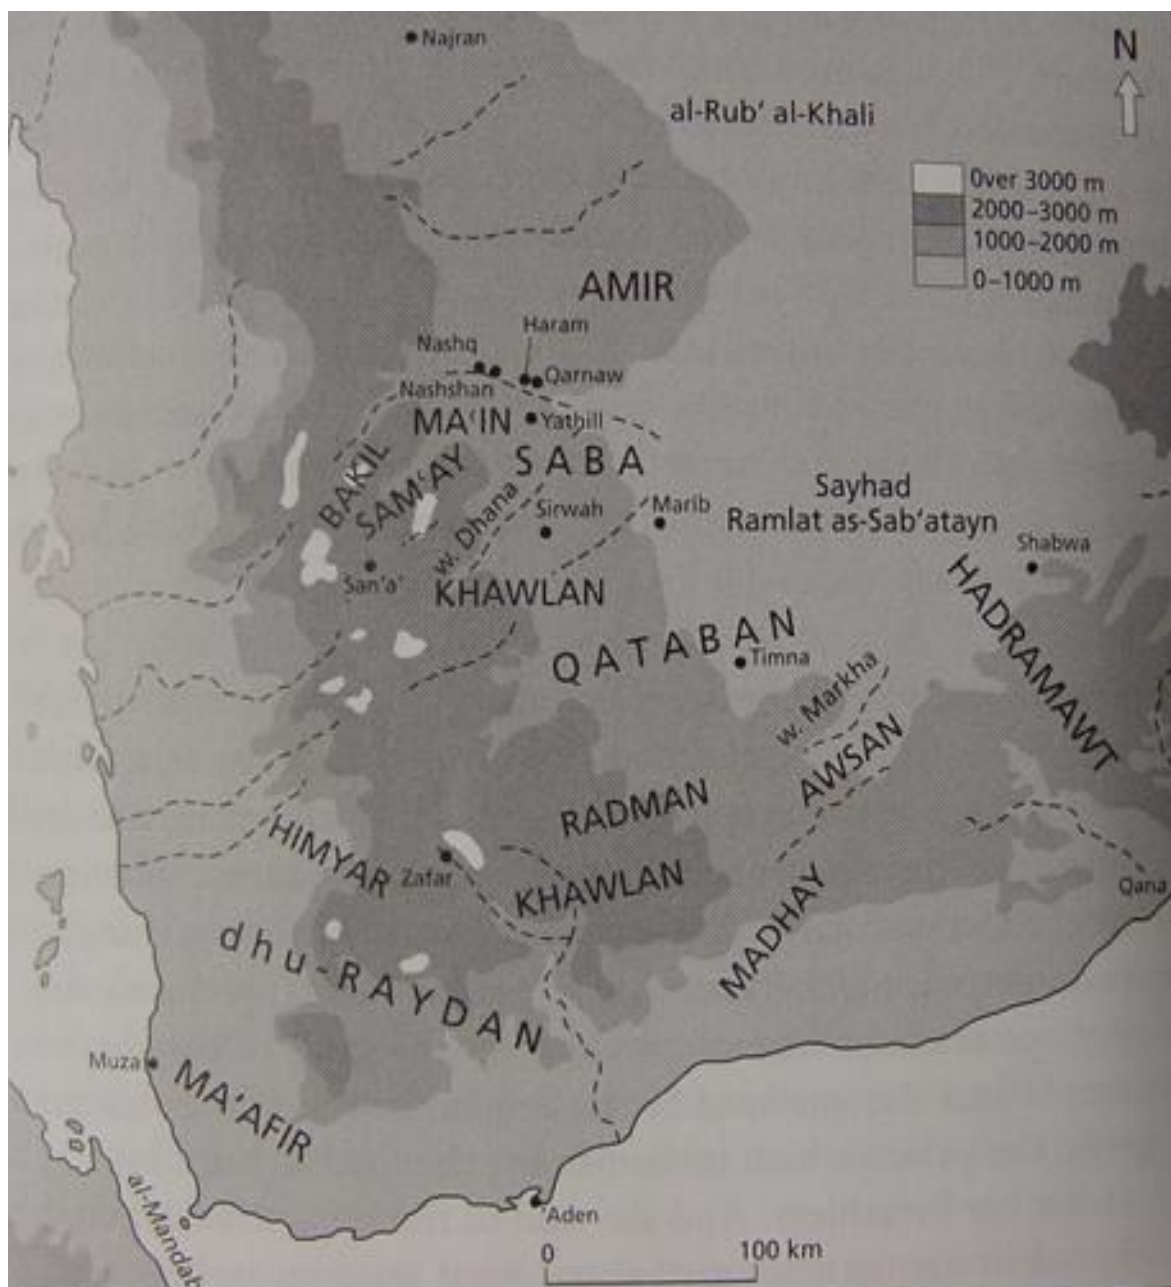 Najran
N
al-Rub' al-Khali
Over 3000 m
2000–3000 m
1000–2000 m
0–1000 m
AMIR
Haram
Nashq
Qarnaw
Nashshan
MA'IN
Yathill
BAKIL
SAM'AY
SABA
w. Dhana
Sirwah
Marib
Sayhad
Ramlat as-Sab'atayn
Shabwa
San'a'
KHAWLAN
HADRAMAWT
QATABAN
Timna
w. Markha
AWSAN
RADMAN
HIMYAR
Zafar
KHAWLAN
Qana
MADHAY
dhu-RAYDAN
Muza
MA'AFIR
al-Mandab
'Aden
0
100 km